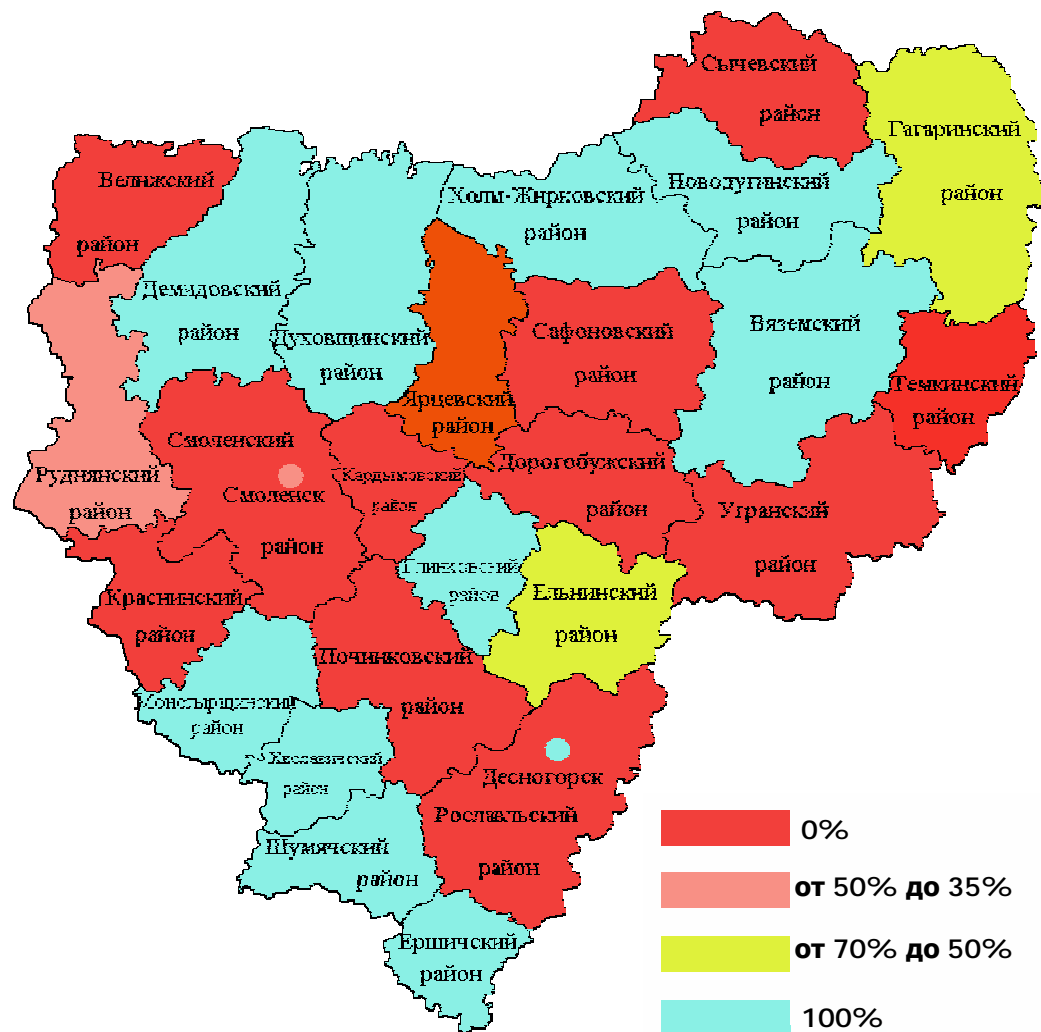 Сычевский
район
Гагаринский
район
Велижский
район
Холм-Жирковский
район
Новодугинский
район
Демидовский
район
Духовщинский
район
Сафоновский
район
Вяземский
район
Темкинский
район
Ярцевский
район
Смоленский
Смоленск
район
Кардымовский
район
Дорогобужский
район
Руднянский
район
Угранский
район
Глинковский
район
Ельнинский
район
Краснинский
район
Починковский
район
Монстырщинский
район
Хиславичский
район
Десногорск
Рославльский
район
Шумячский
район
Ершичский
район
0%
от 50% до 35%
от 70% до 50%
100%